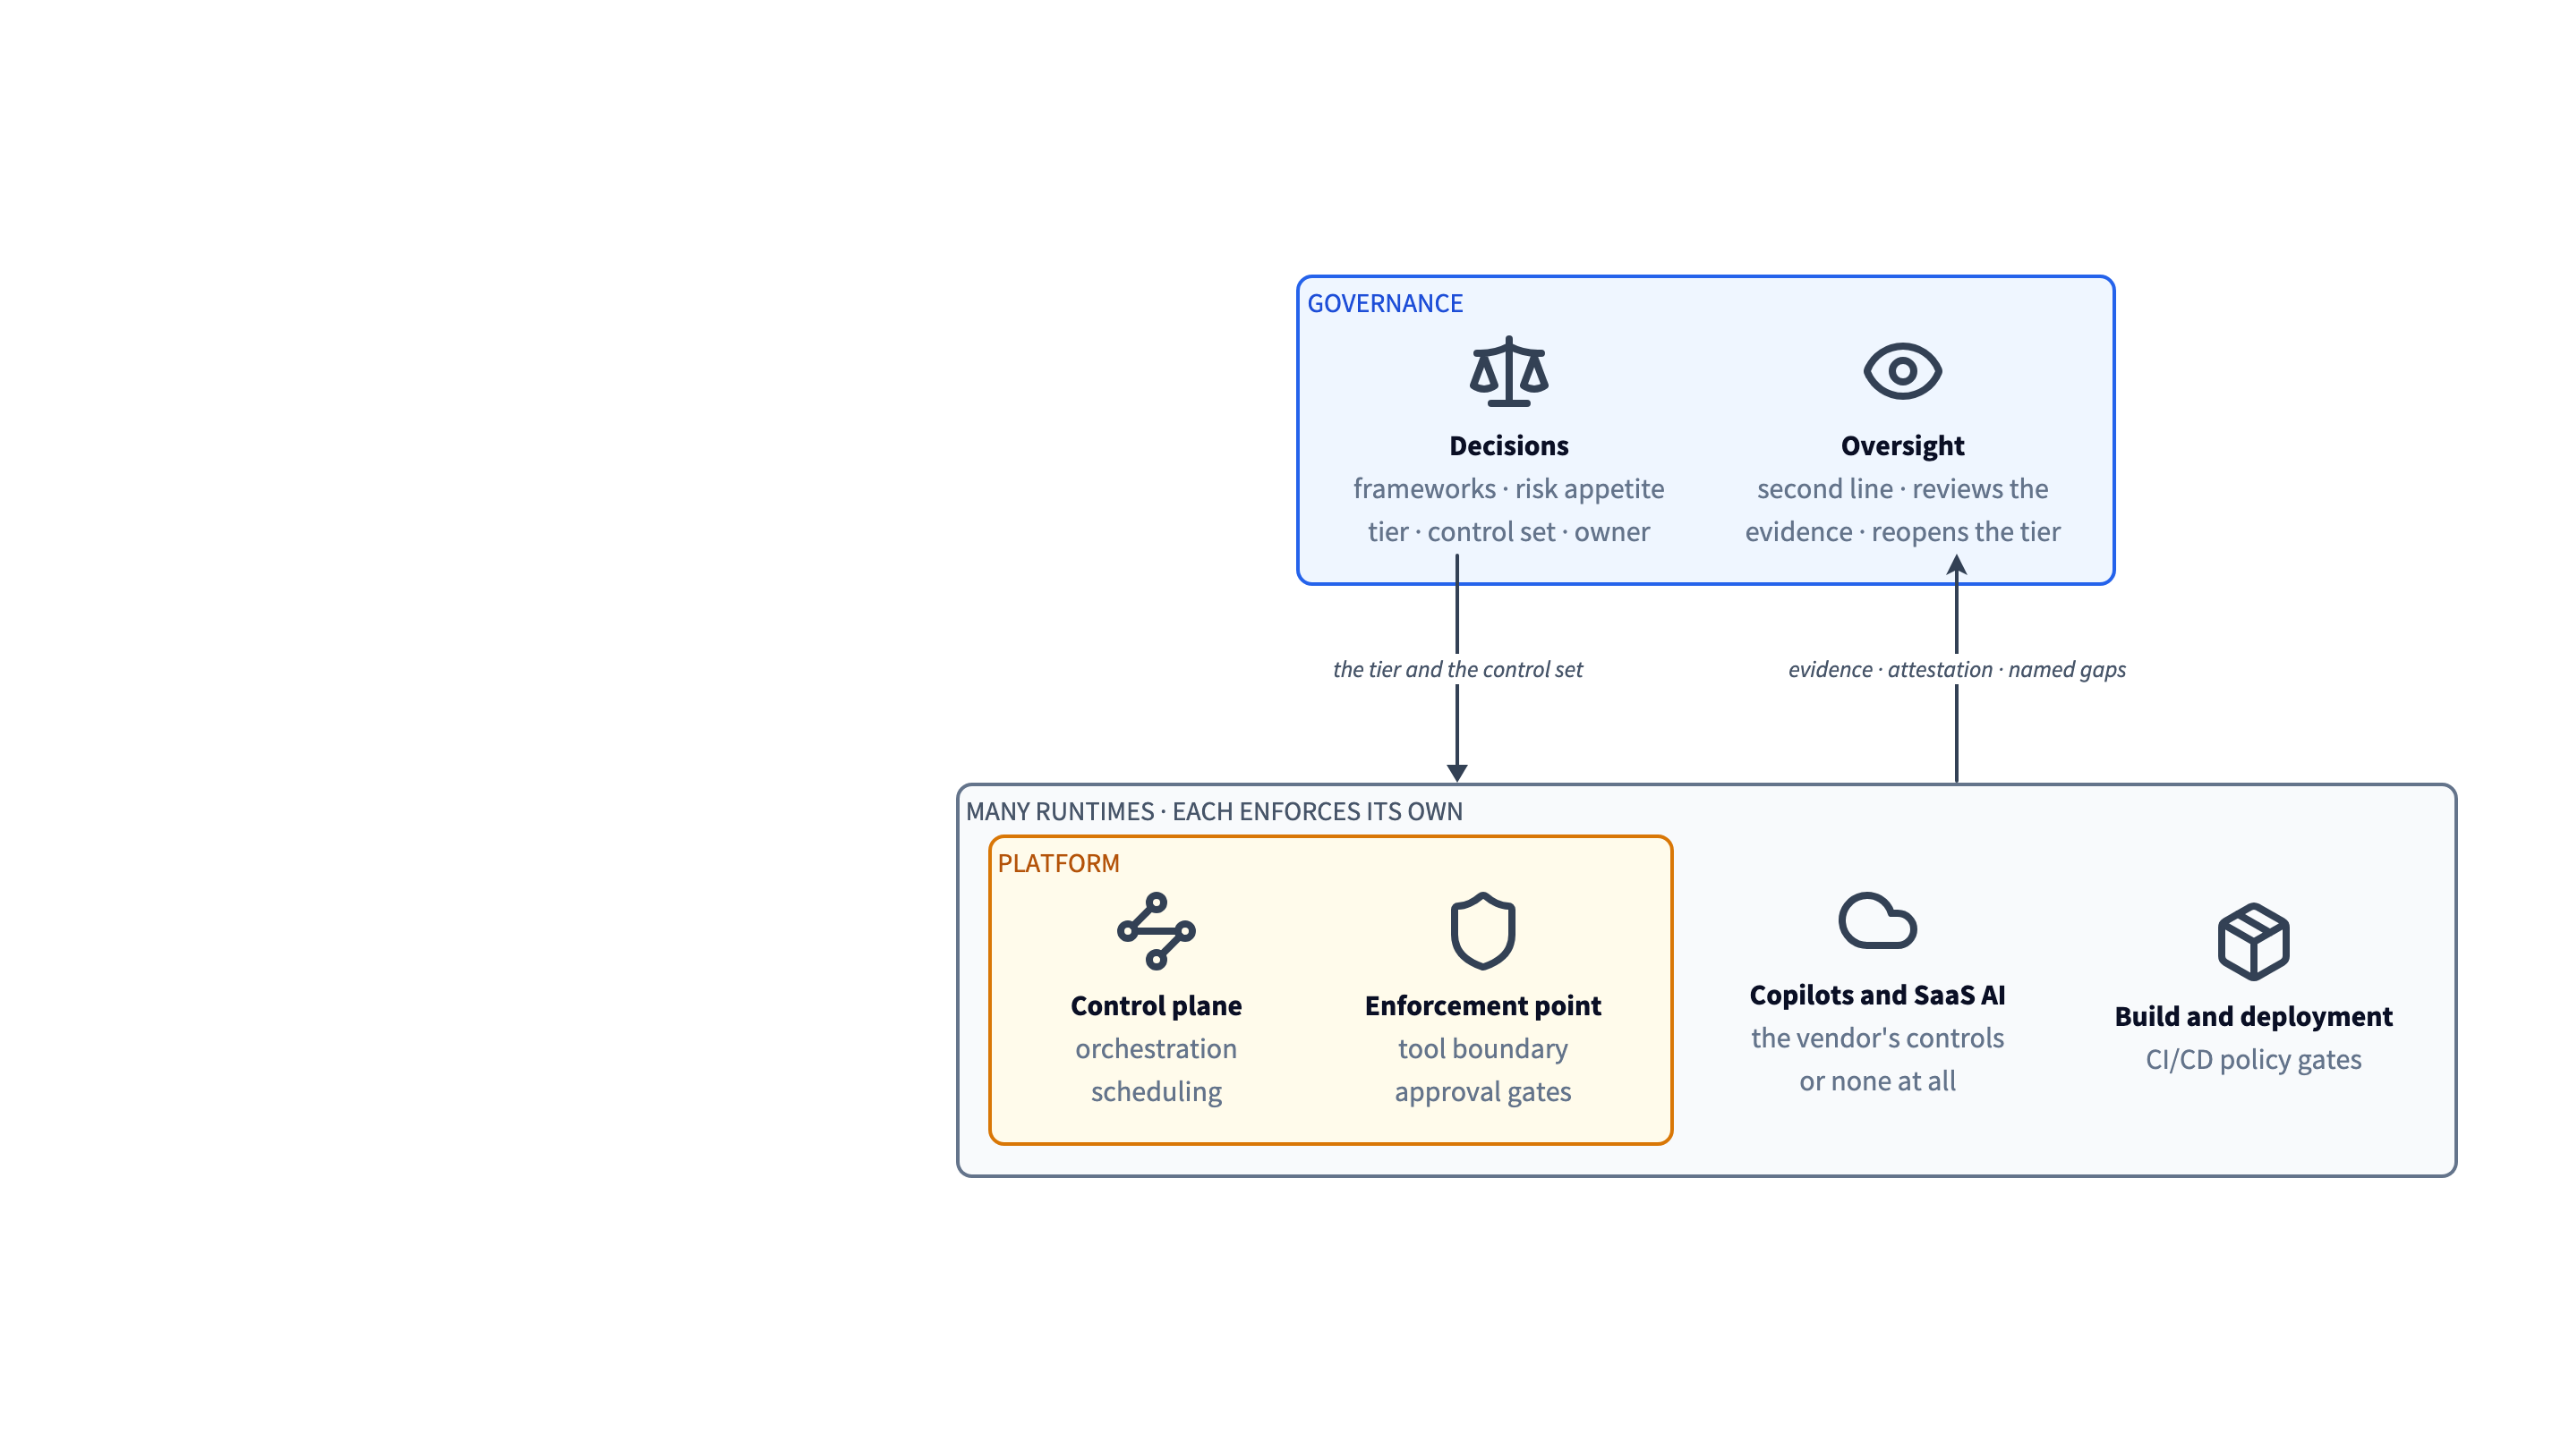 GOVERNANCE
Decisions
frameworks · risk appetite
tier · control set · owner
Oversight
second line · reviews the
evidence · reopens the tier
the tier and the control set
evidence · attestation · named gaps
MANY RUNTIMES · EACH ENFORCES ITS OWN
PLATFORM
Control plane
orchestration
scheduling
Enforcement point
tool boundary
approval gates
Copilots and SaaS AI
the vendor's controls
or none at all
Build and deployment
CI/CD policy gates